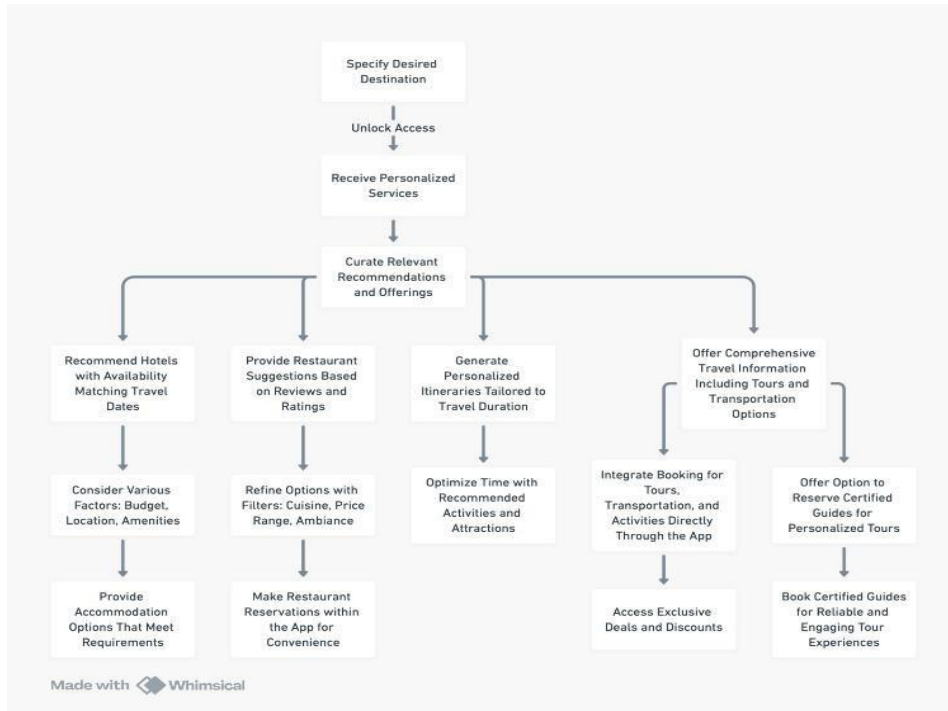 Specify Desired
Destination
Unlock Access
Receive Personalized
Services
Curate Relevant
Recommendations
and Offerings
Recommend Hotels
with Availability
Matching Travel
Dates
Provide Restaurant
Suggestions Based
on Reviews and
Ratings
Generate
Personalized
Itineraries Tailored to
Travel Duration
Offer Comprehensive
Travel Information
Including Tours and
Transportation
Options
Consider Various
Factors: Budget,
Location, Amenities
Refine Options with
Filters: Cuisine, Price
Range, Ambiance
Optimize Time with
Recommended
Activities and
Attractions
Integrate Booking for
Tours,
Transportation, and
Activities Directly
Through the App
Offer Option to
Reserve Certified
Guides for
Personalized Tours
Provide
Accommodation
Options That Meet
Requirements
Make Restaurant
Reservations within
the App for
Convenience
Access Exclusive
Deals and Discounts
Book Certified Guides
for Reliable and
Engaging Tour
Experiences
Made with Whimsical